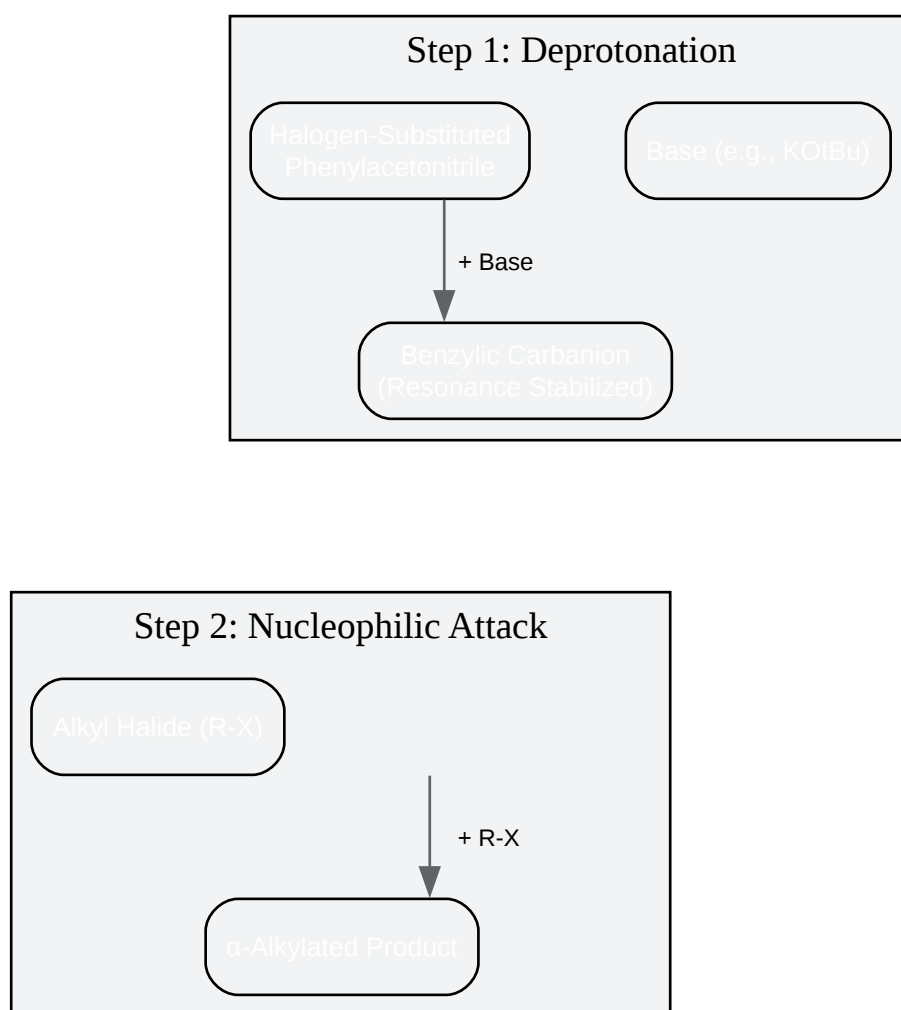 Step 1: Deprotonation
Halogen-Substituted
Phenylacetonitrile
Base (e.g., KOtBu)
+ Base
Benzylic Carbanion
(Resonance Stabilized)
Step 2: Nucleophilic Attack
Alkyl Halide (R-X)
+ R-X
α-Alkylated Product